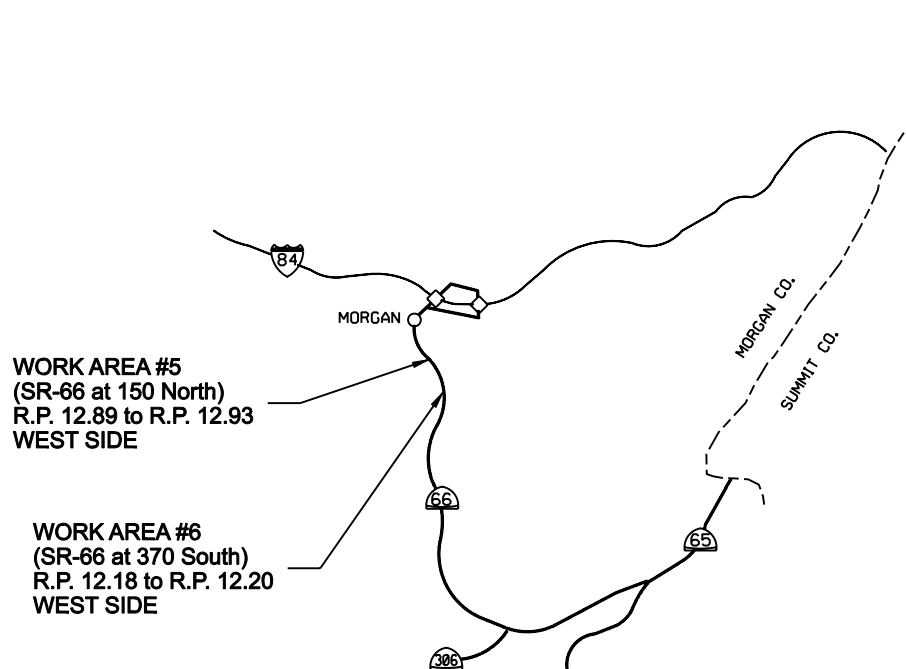 84
MORGAN
MORGAN CO.
SUMMIT CO.
WORK AREA #5
(SR-66 at 150 North)
R.P. 12.89 to R.P. 12.93
WEST SIDE
66
WORK AREA #6
(SR-66 at 370 South)
R.P. 12.18 to R.P. 12.20
WEST SIDE
65
306